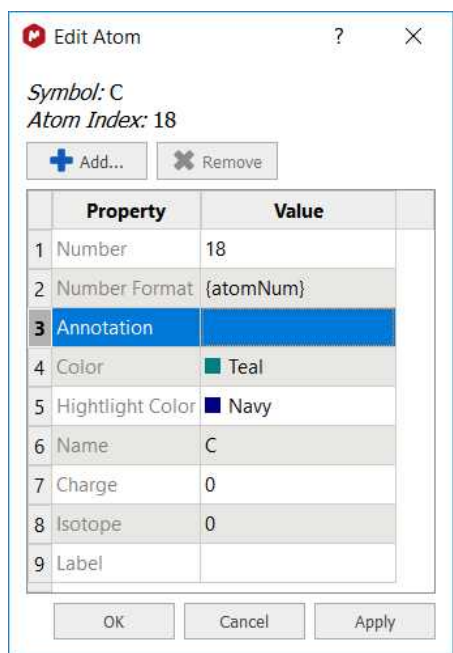 Edit Atom ? ×
Symbol: C
Atom Index: 18
Add... Remove
Property Value
1 Number 18
2 Number Format {atomNum}
3 Annotation
4 Color Teal
5 Hightlight Color Navy
6 Name C
7 Charge 0
8 Isotope 0
9 Label
OK Cancel Apply